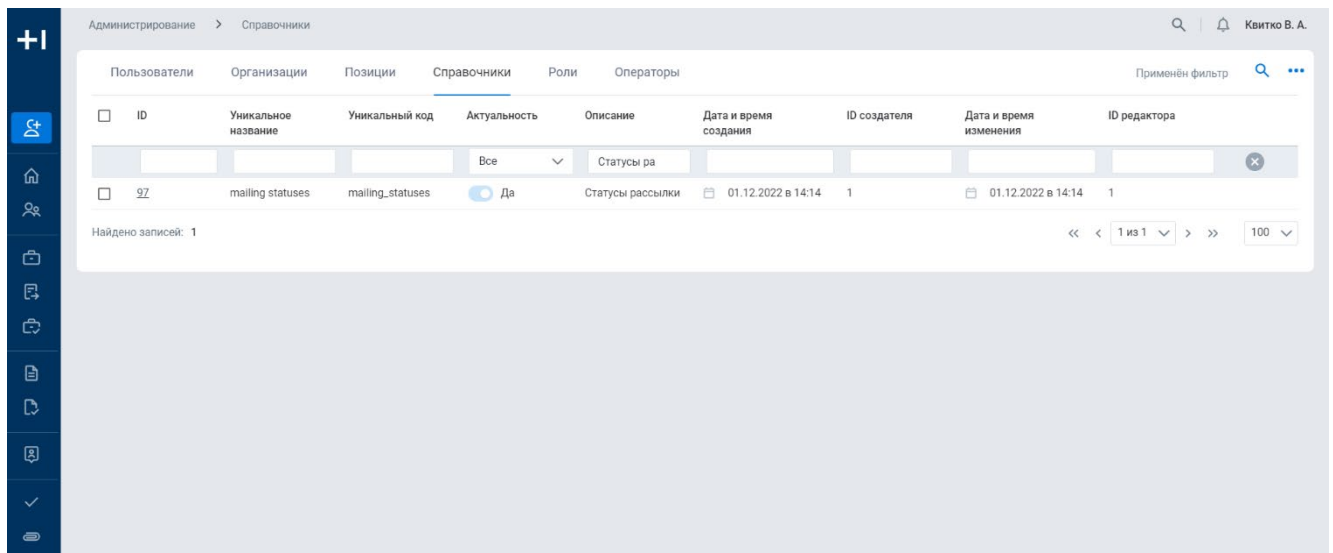 Администрирование > Справочники
Квитко В. А.
Пользователи Организации Позиции Справочники Роли Операторы Применён фильтр
ID Уникальное название Уникальный код Актуальность Описание Дата и время создания ID создателя Дата и время изменения ID редактора
Все Статусы ра
97 mailing statuses mailing_statuses Да Статусы рассылки 01.12.2022 в 14:14 1 01.12.2022 в 14:14 1
Найдено записей: 1 1 из 1 100